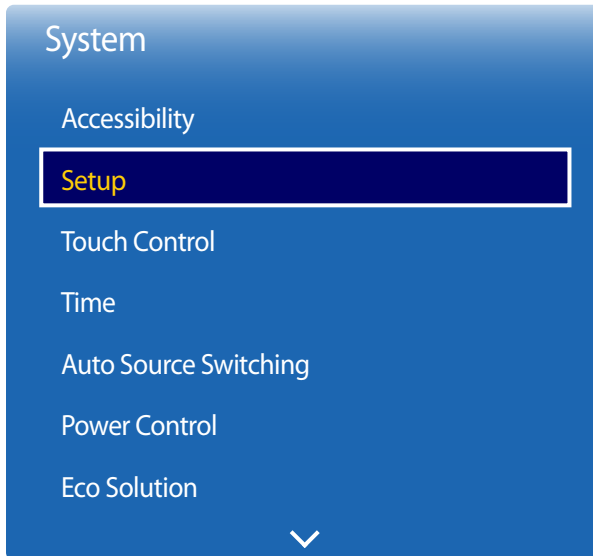 System
Accessibility
Setup
Touch Control
Time
Auto Source Switching
Power Control
Eco Solution